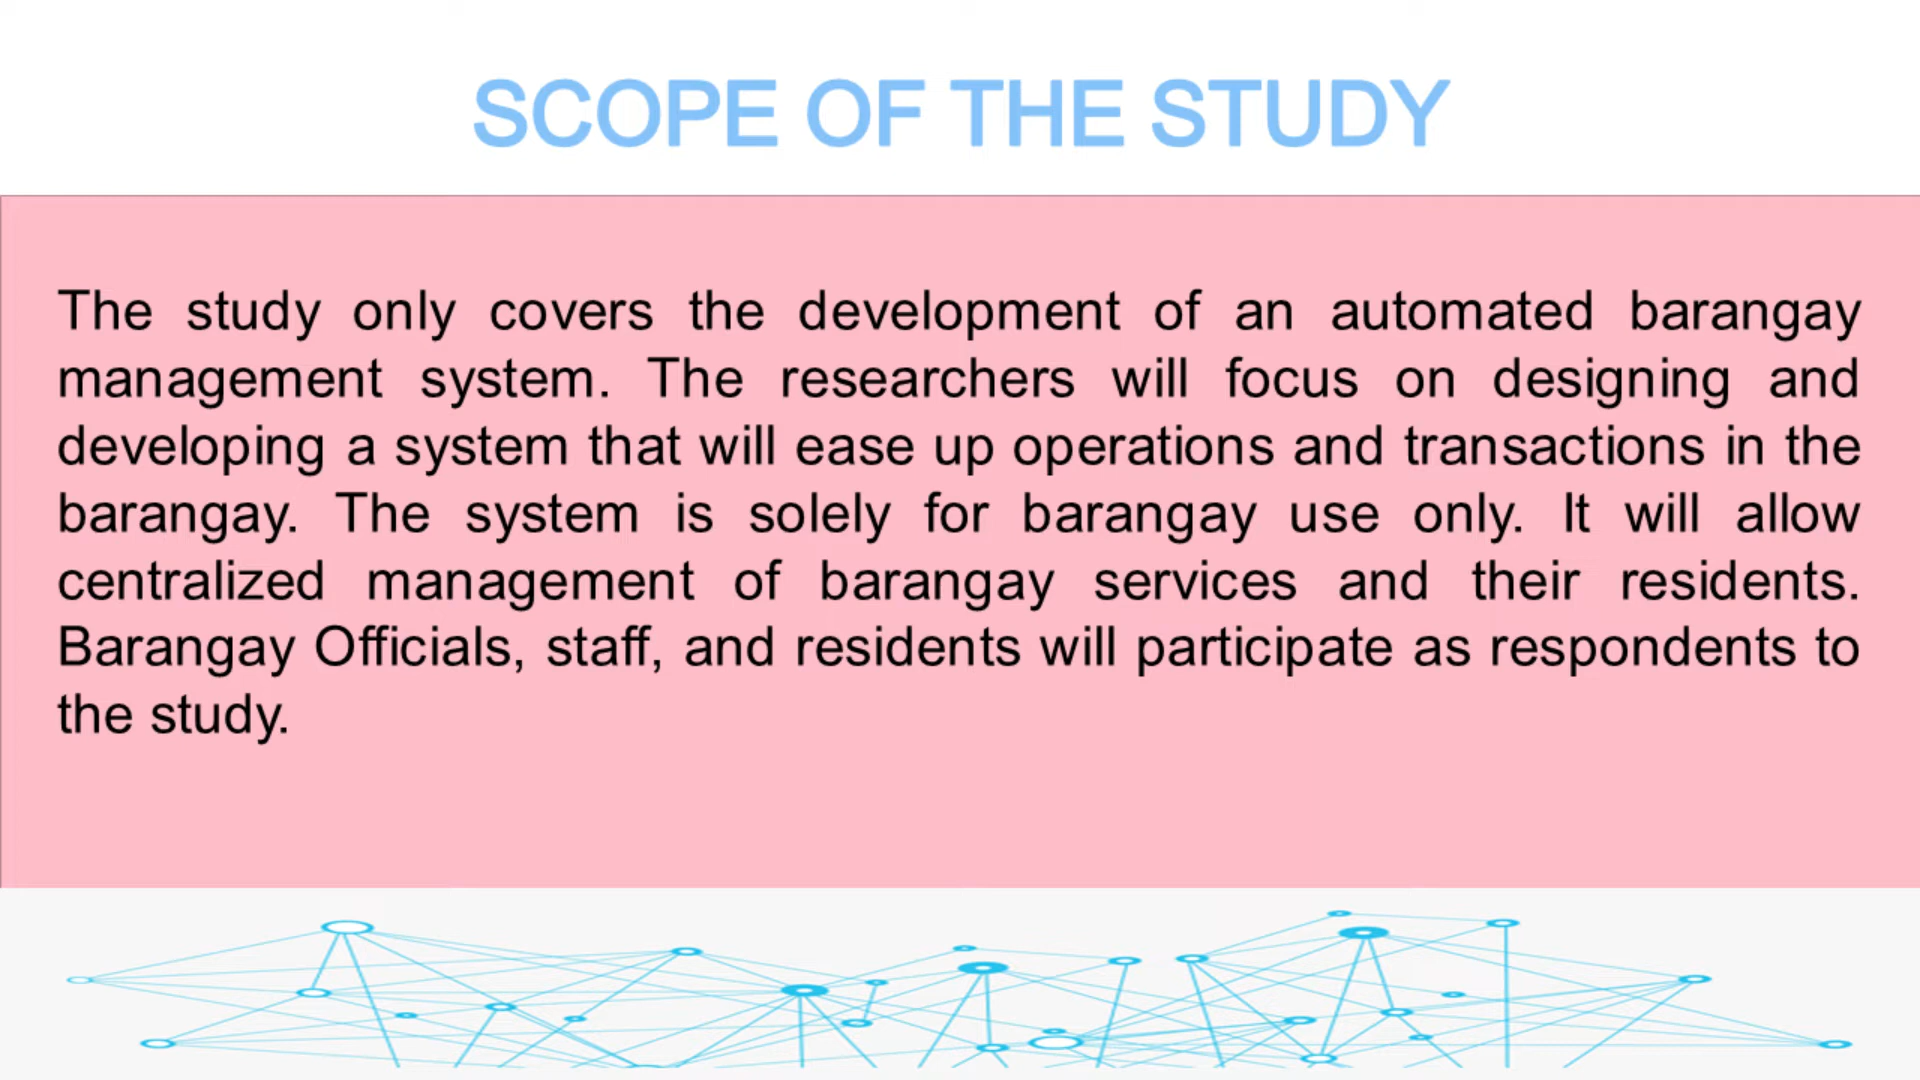 SCOPE OF THE STUDY
The study only covers the development of an automated barangay
management system. The researchers will focus on designing and
developing a system that will ease up operations and transactions in the
barangay. The system is solely for barangay use only. It will allow
centralized management of barangay services and their residents.
Barangay Officials, staff, and residents will participate as respondents to
the study.